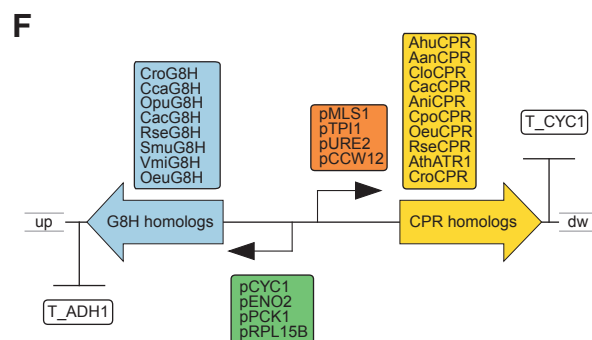 F
CroG8H
CcaG8H
OpuG8H
CacG8H
RseG8H
SmuG8H
VmiG8H
OeuG8H
pMLS1
pTPI1
pURE2
pCCW12
AhuCPR
AanCPR
CloCPR
CacCPR
AniCPR
CpoCPR
OeuCPR
RseCPR
AthATR1
CroCPR
T_CYC1
up
G8H homologs
CPR homologs
dw
T_ADH1
pCYC1
pENO2
pPCK1
pRPL15B